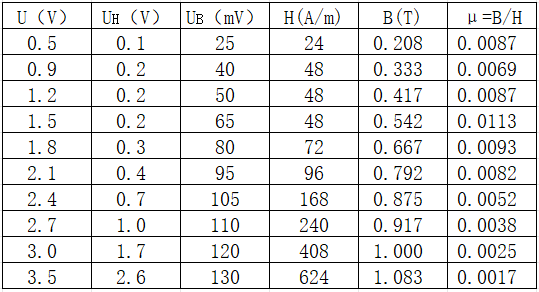 U（V） UH（V） UB（mV） H(A/m) B(T) μ=B/H
0.5 0.1 25 24 0.208 0.0087
0.9 0.2 40 48 0.333 0.0069
1.2 0.2 50 48 0.417 0.0087
1.5 0.2 65 48 0.542 0.0113
1.8 0.3 80 72 0.667 0.0093
2.1 0.4 95 96 0.792 0.0082
2.4 0.7 105 168 0.875 0.0052
2.7 1.0 110 240 0.917 0.0038
3.0 1.7 120 408 1.000 0.0025
3.5 2.6 130 624 1.083 0.0017